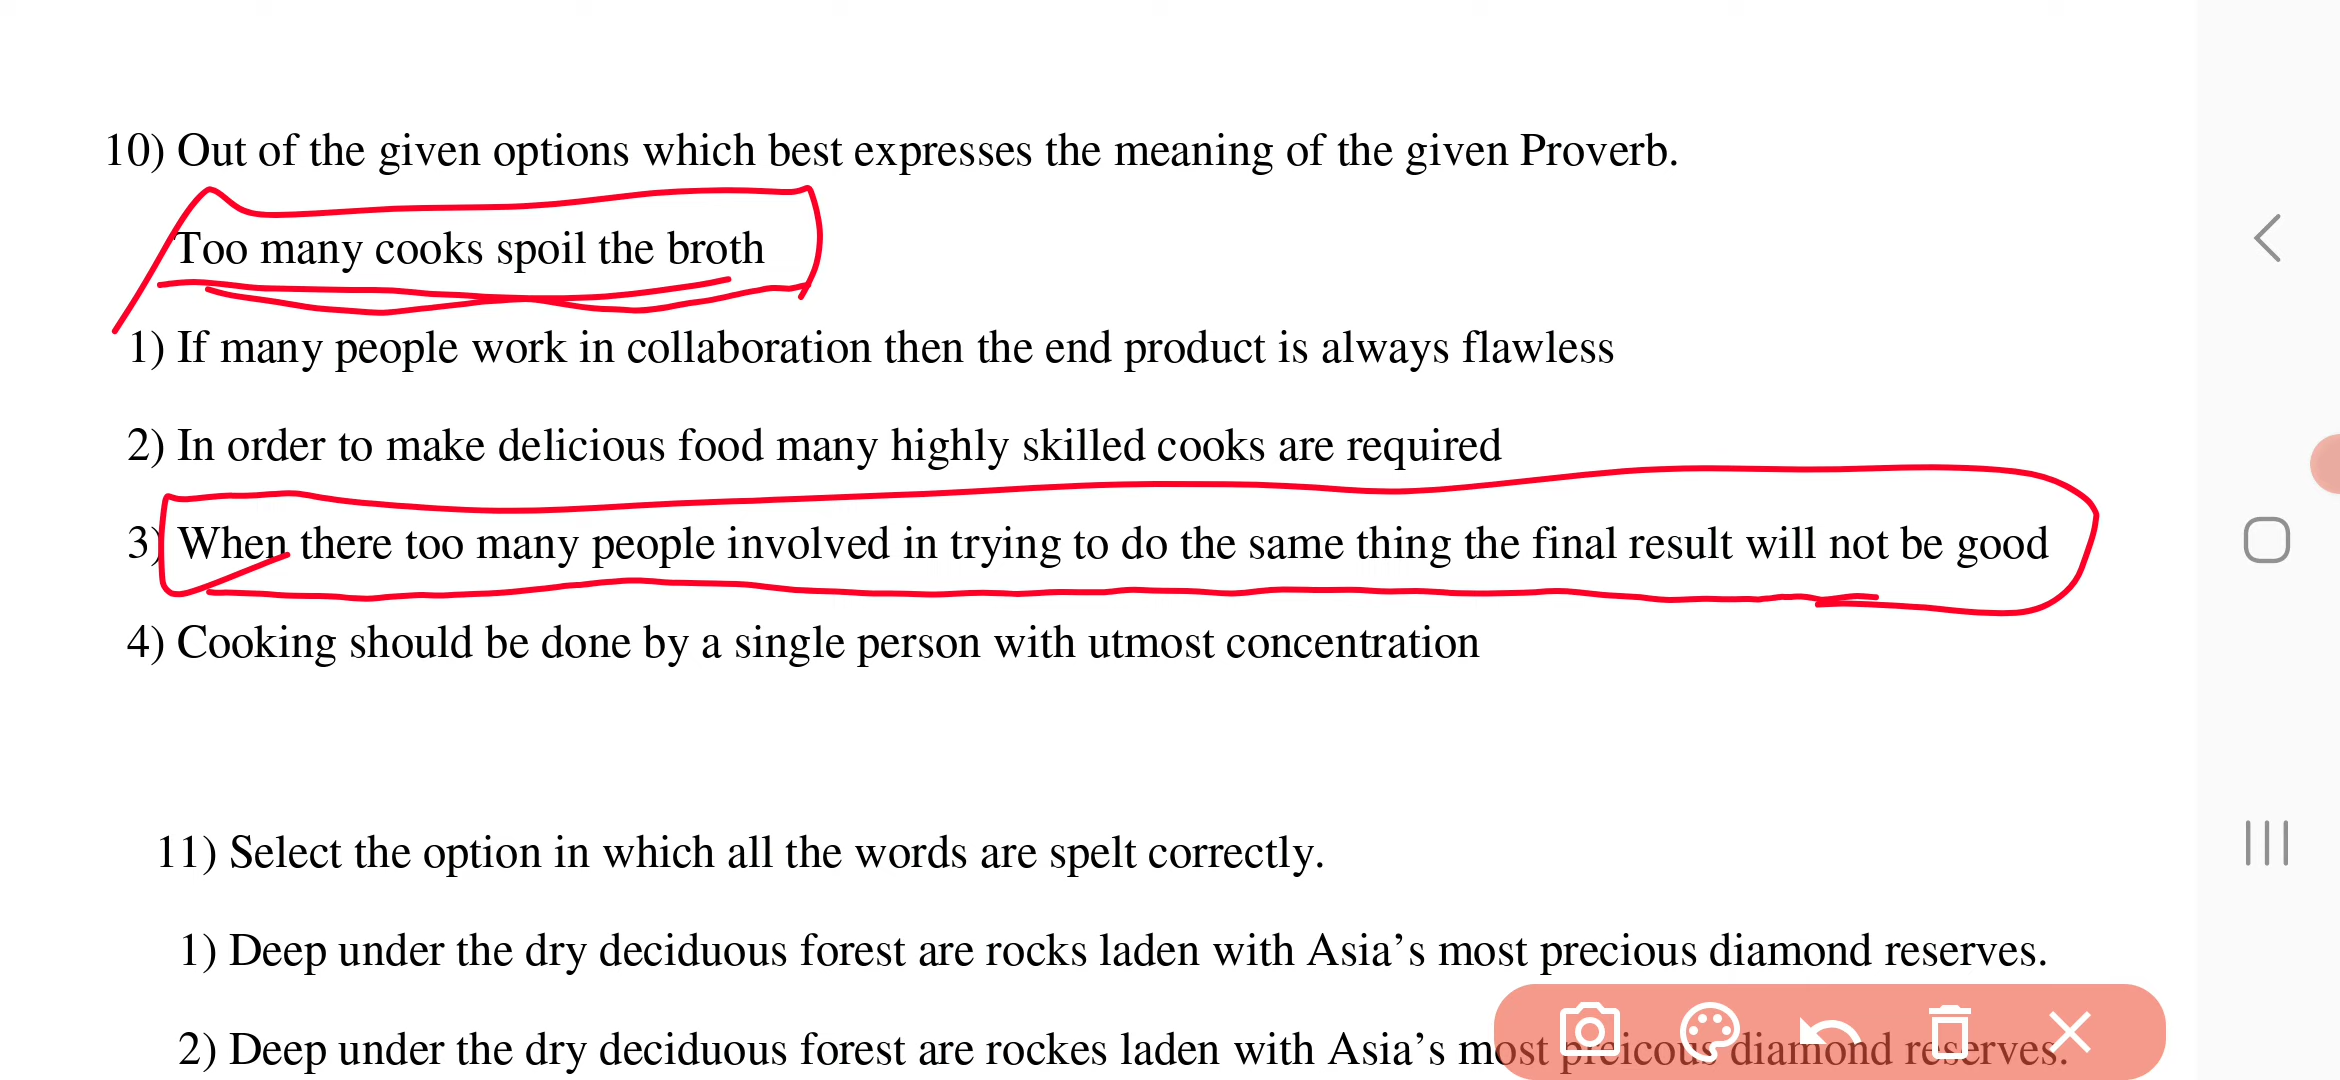 10) Out of the given options which best expresses the meaning of the given Proverb.
Too many cooks spoil the broth
1) If many people work in collaboration then the end product is always flawless
2) In order to make delicious food many highly skilled cooks are required
3) When there too many people involved in trying to do the same thing the final result will not be good
4) Cooking should be done by a single person with utmost concentration
11) Select the option in which all the words are spelt correctly.
1) Deep under the dry deciduous forest are rocks laden with Asia’s most precious diamond reserves.
2) Deep under the dry deciduous forest are rockes laden with Asia’s most preicous diamond reserves.